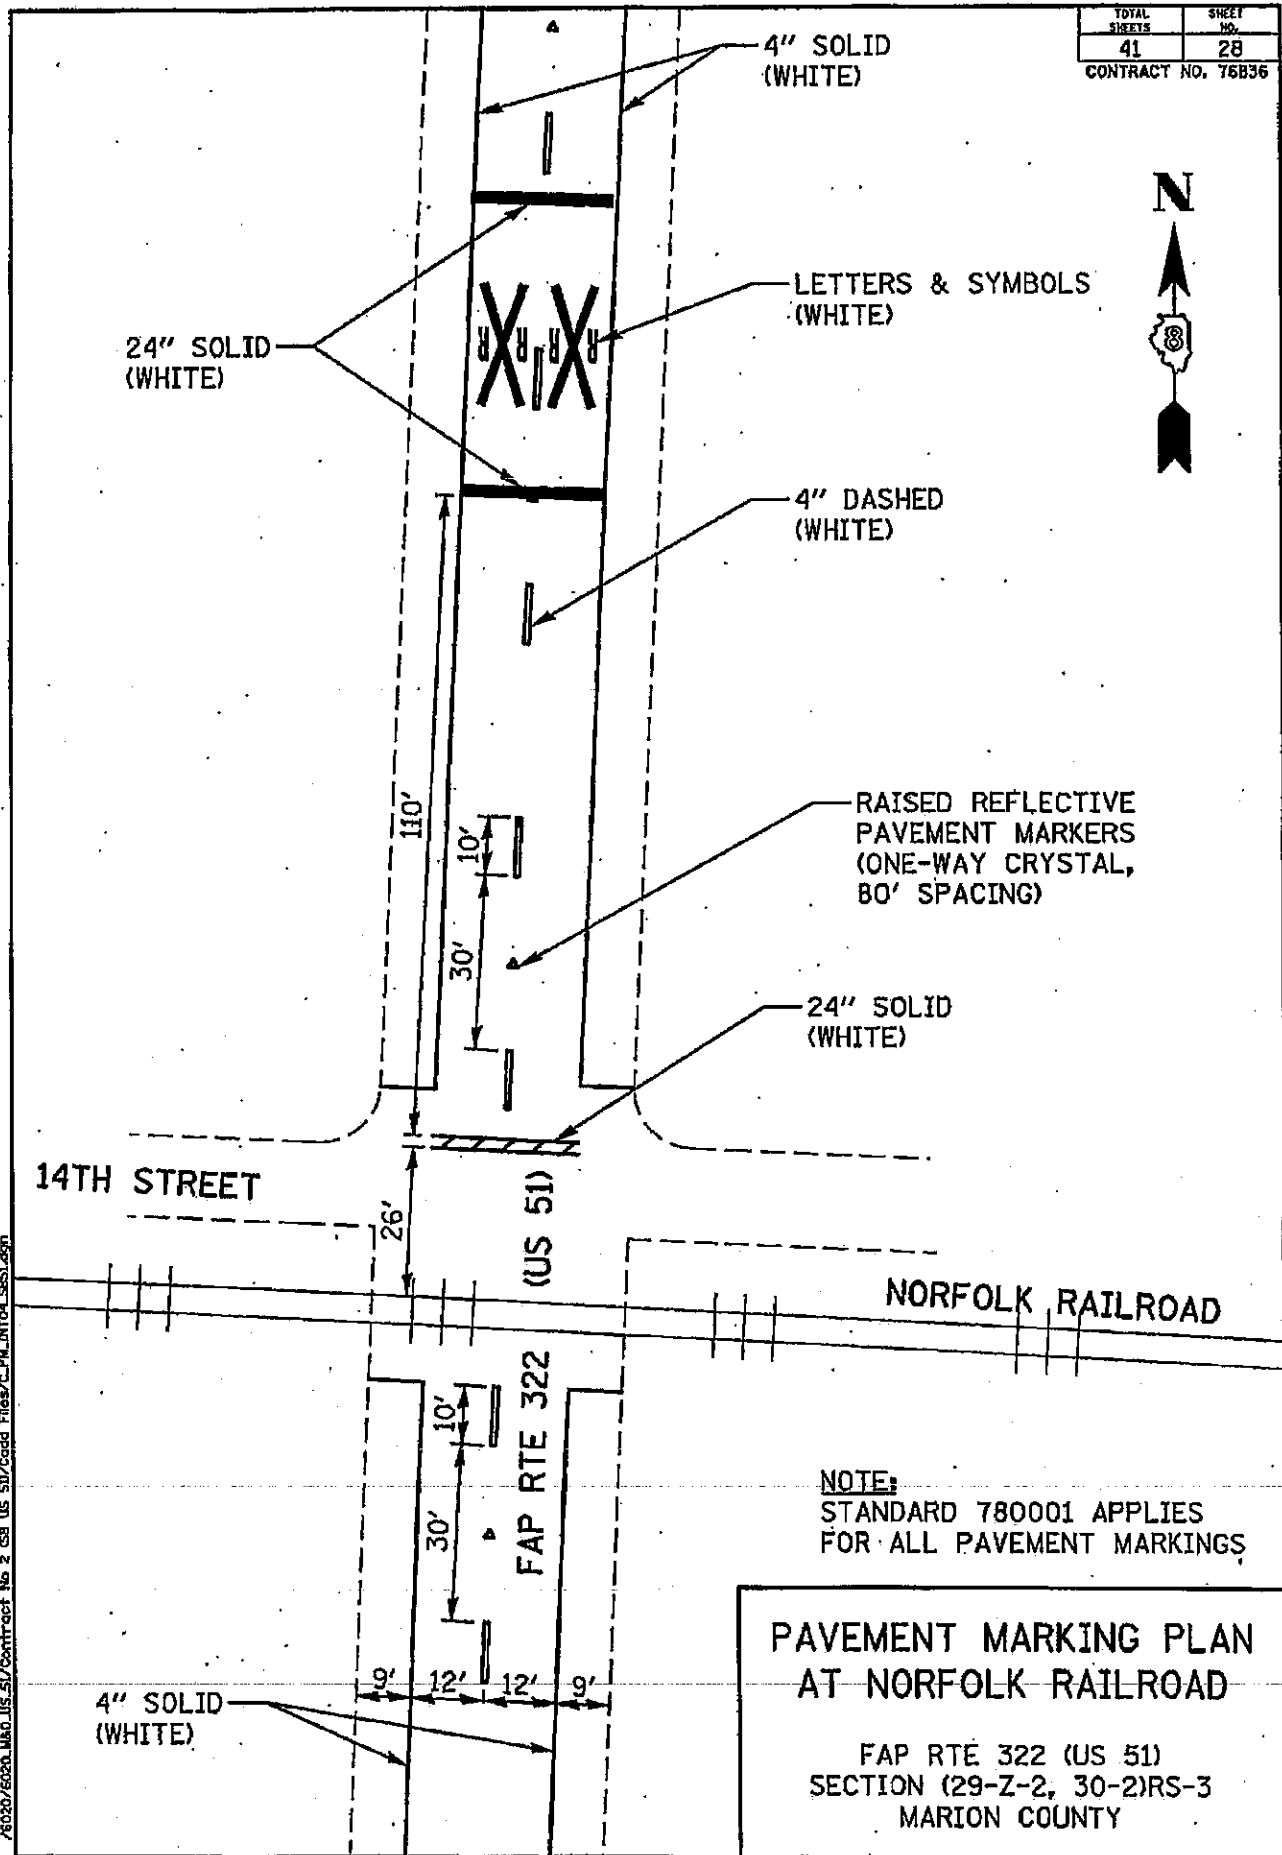 TOTAL SHEETS
SHEET NO.
41
28
CONTRACT NO. 76B36
4" SOLID
(WHITE)
N
8
LETTERS & SYMBOLS
(WHITE)
24" SOLID
(WHITE)
R R R R
4" DASHED
(WHITE)
110'
10'
30'
RAISED REFLECTIVE
PAVEMENT MARKERS
(ONE-WAY CRYSTAL,
80' SPACING)
24" SOLID
(WHITE)
14TH STREET
26'
(US 51)
NORFOLK RAILROAD
FAP RTE 322
10'
30'
NOTE:
STANDARD 780001 APPLIES
FOR ALL PAVEMENT MARKINGS
9' 12' 12' 9'
4" SOLID
(WHITE)
PAVEMENT MARKING PLAN
AT NORFOLK RAILROAD
FAP RTE 322 (US 51)
SECTION (29-Z-2, 30-2)RS-3
MARION COUNTY